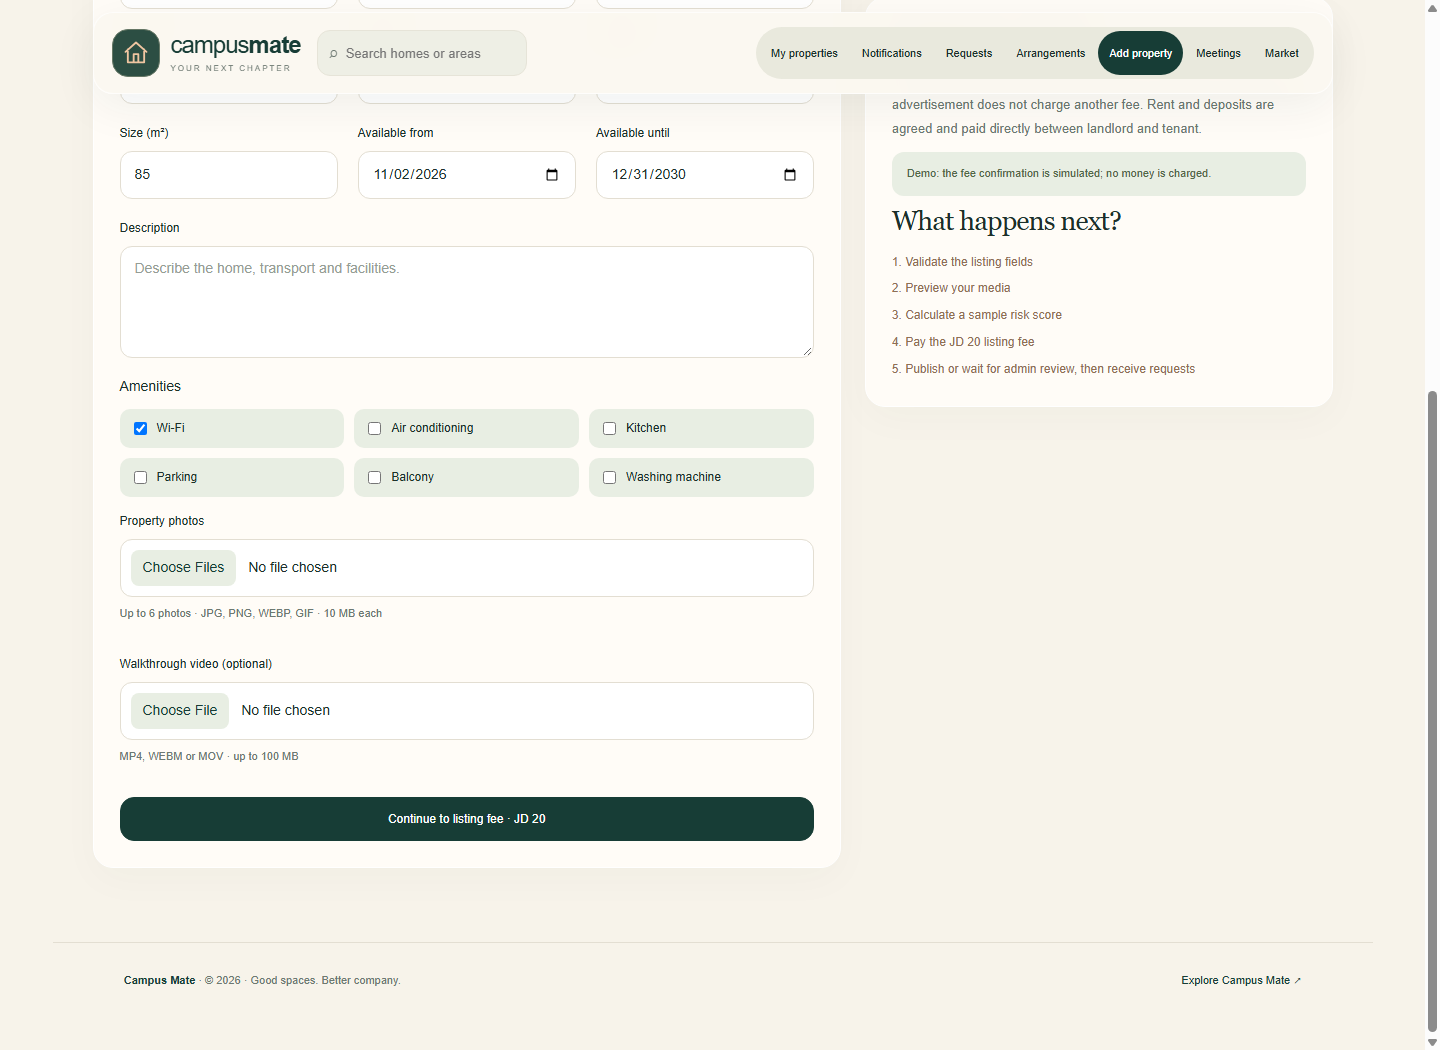 campusmate
YOUR NEXT CHAPTER
Search homes or areas
My properties
Notifications
Requests
Arrangements
Add property
Meetings
Market
Size (m²)
Available from
Available until
85
11/02/2026
12/31/2030
Description
Describe the home, transport and facilities.
Amenities
Wi-Fi
Air conditioning
Kitchen
Parking
Balcony
Washing machine
Property photos
Choose Files No file chosen
Up to 6 photos · JPG, PNG, WEBP, GIF · 10 MB each
Walkthrough video (optional)
Choose File No file chosen
MP4, WEBM or MOV · up to 100 MB
Continue to listing fee · JD 20
advertisement does not charge another fee. Rent and deposits are
agreed and paid directly between landlord and tenant.
Demo: the fee confirmation is simulated; no money is charged.
What happens next?
1. Validate the listing fields
2. Preview your media
3. Calculate a sample risk score
4. Pay the JD 20 listing fee
5. Publish or wait for admin review, then receive requests
Campus Mate · © 2026 · Good spaces. Better company.
Explore Campus Mate ↗